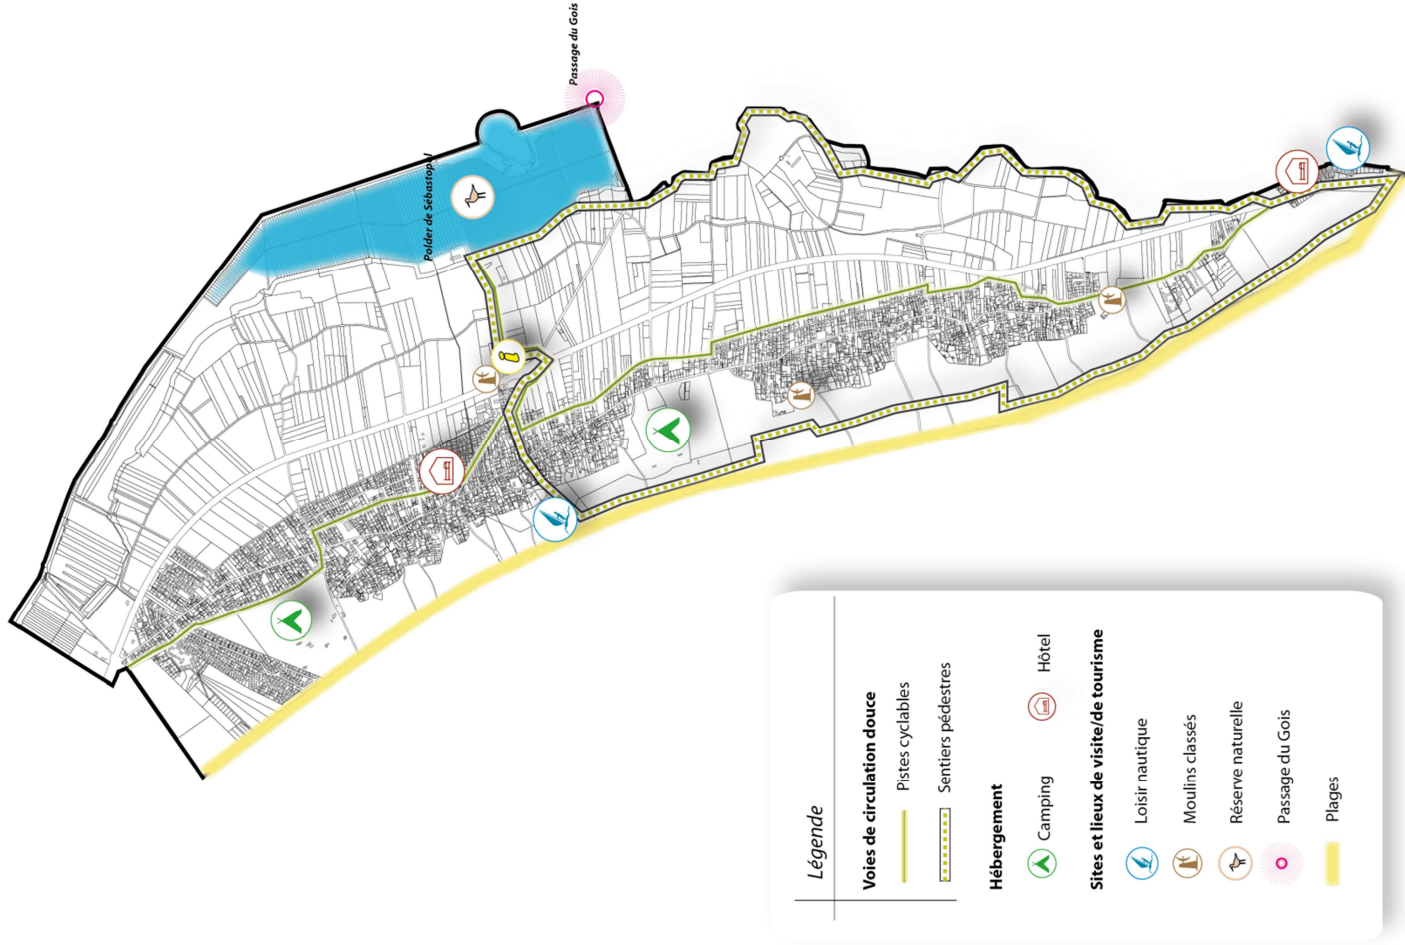 Passage du Gois
Polder de Sébastopol
i
Légende
Voies de circulation douce
Pistes cyclables
Sentiers pédestres
Hébergement
Camping
Hôtel
Sites et lieux de visite/de tourisme
Loisir nautique
Moulins classés
Réserve naturelle
Passage du Gois
Plages